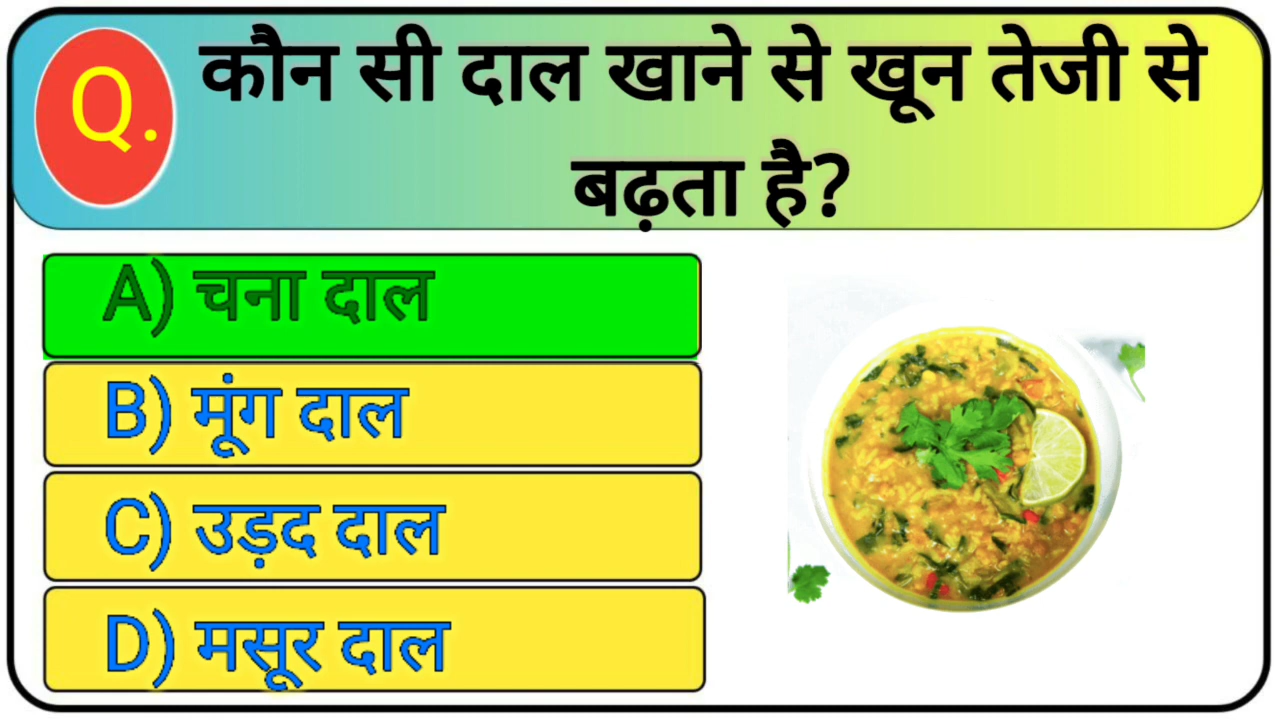 Q.
कौन सी दाल खाने से खून तेजी से
बढ़ता है?
A) चना दाल
B) मूंग दाल
C) उड़द दाल
D) मसूर दाल